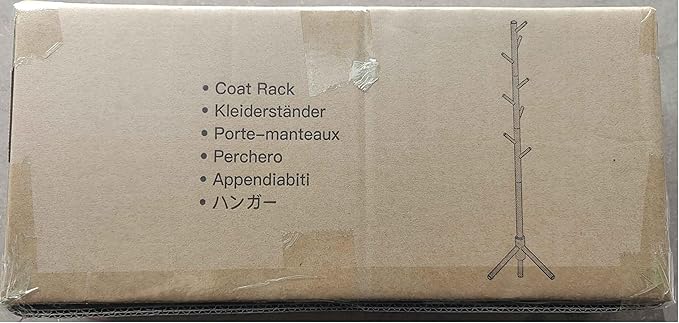 • Coat Rack
• Kleiderständer
• Porte-manteaux
• Perchero
• Appendiabiti
• ハンガー